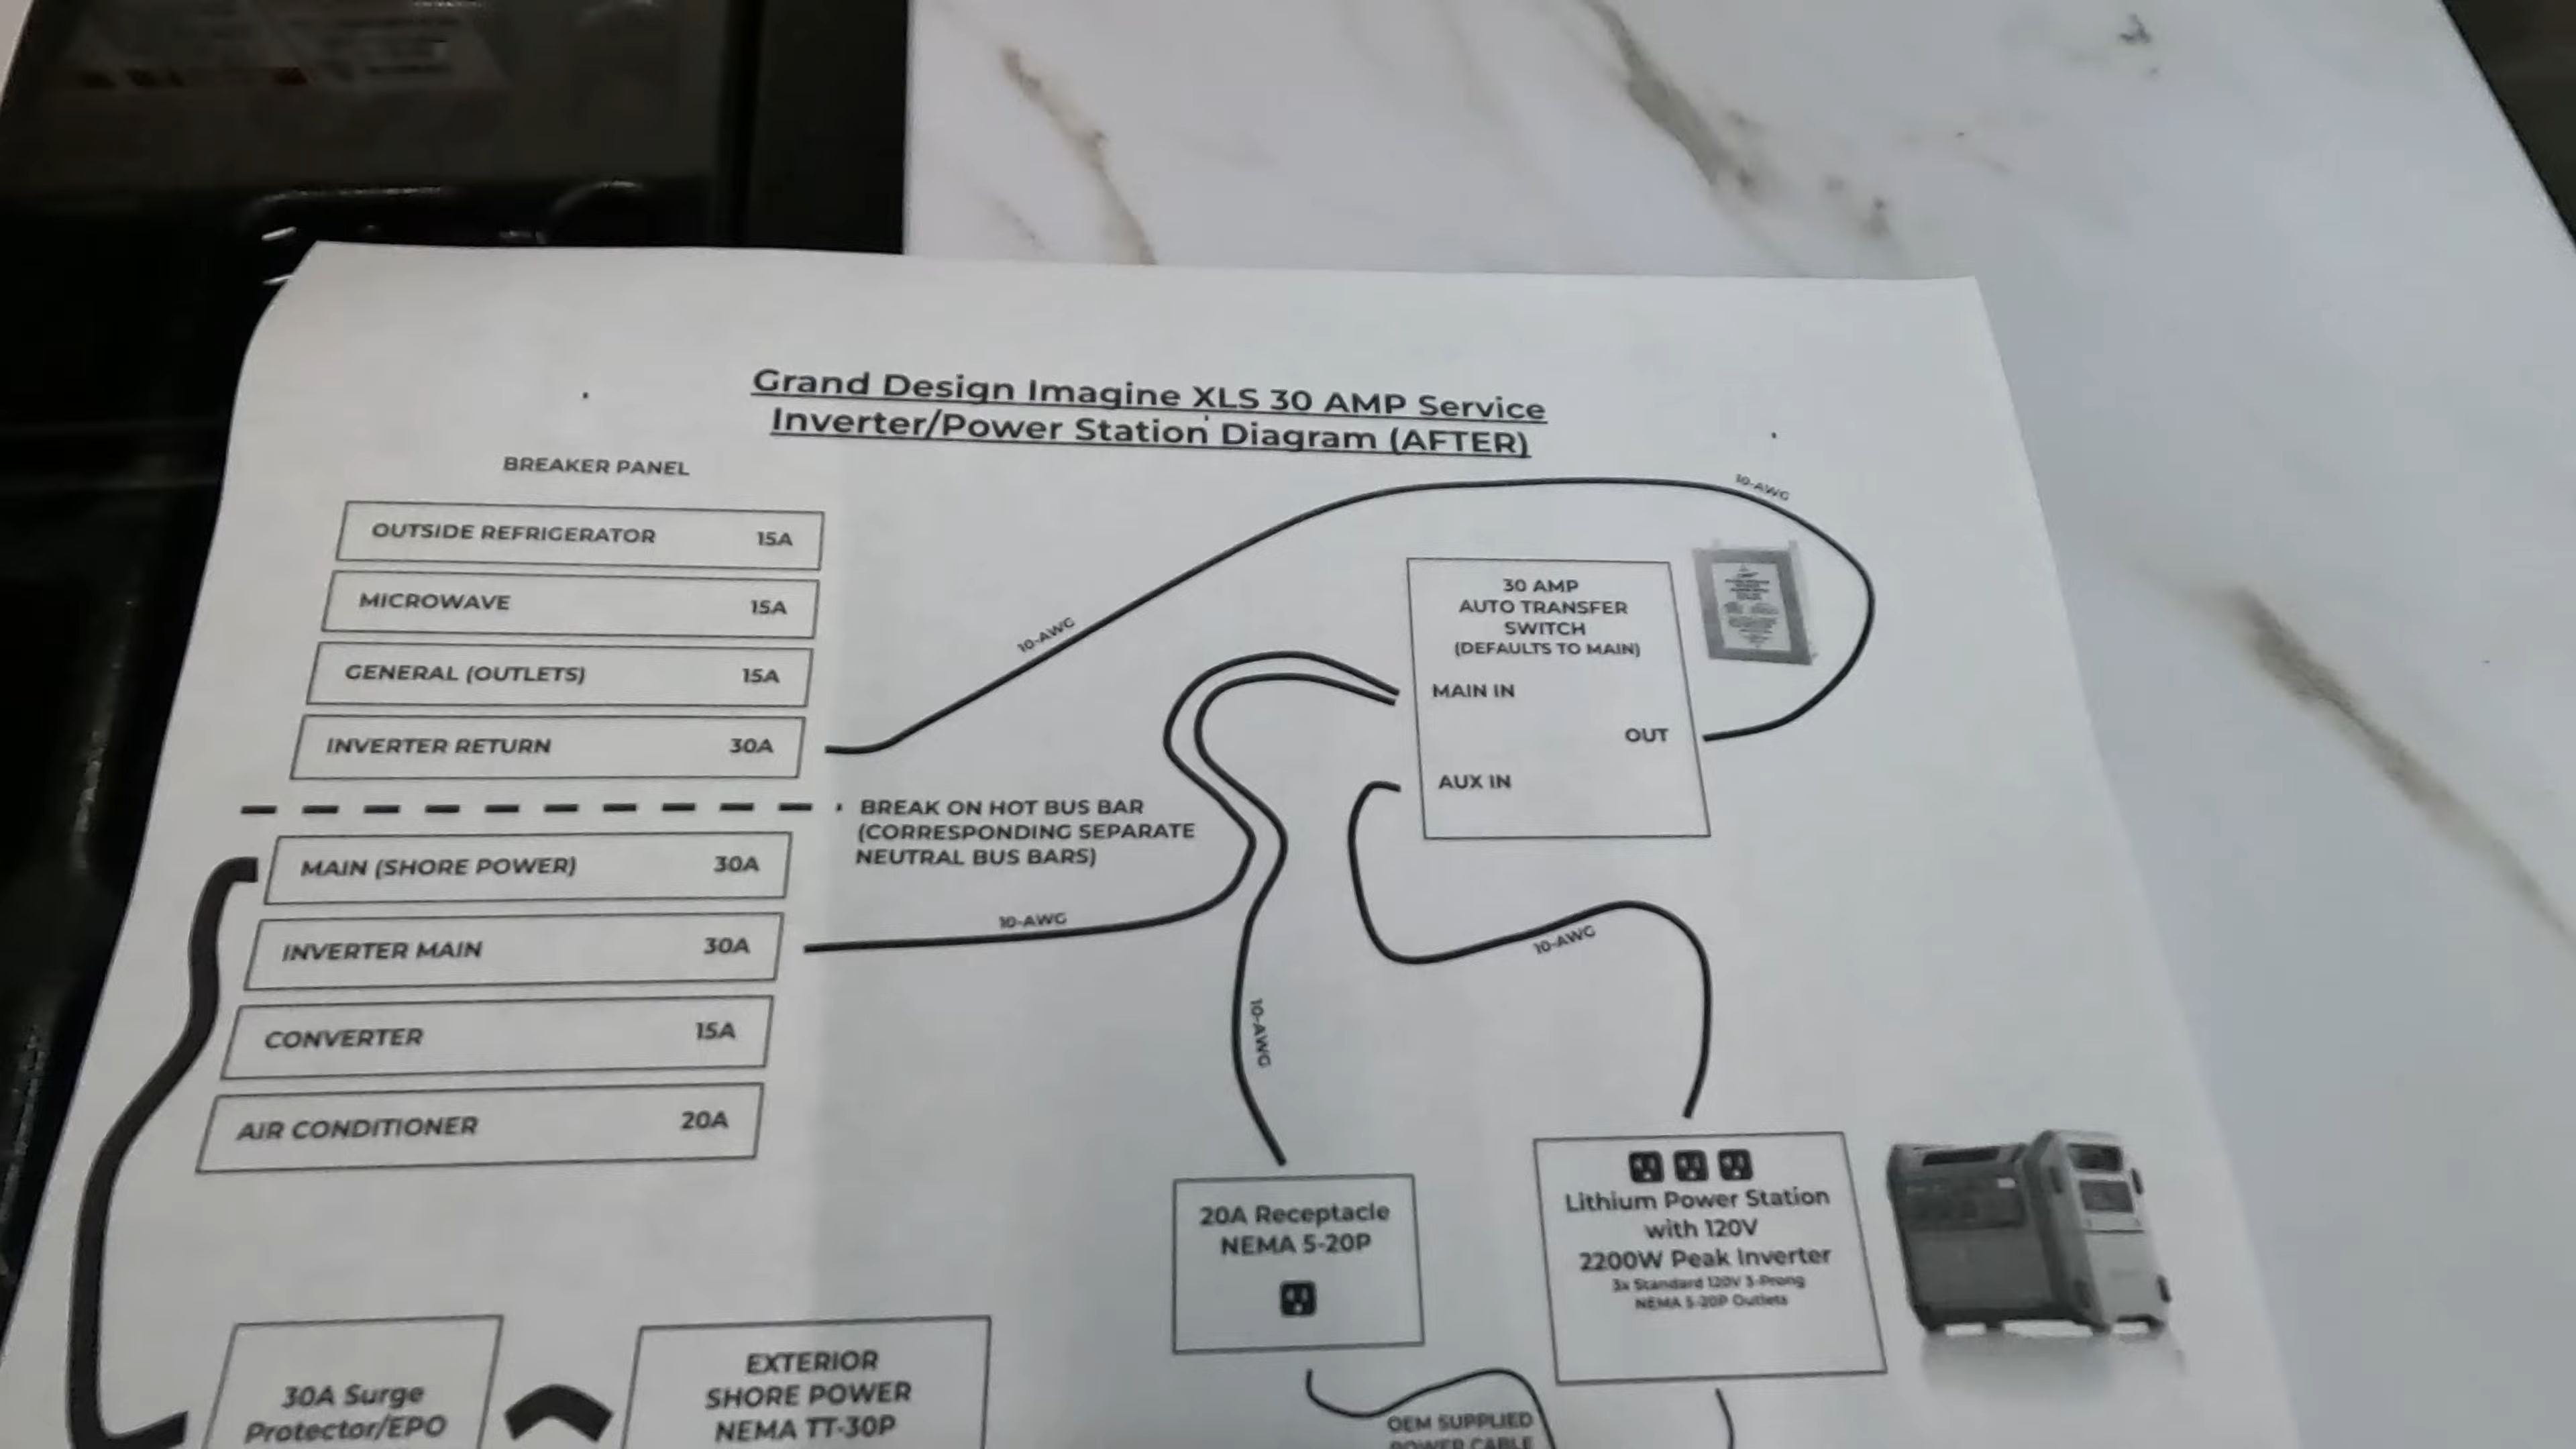 Grand Design Imagine XLS 30 AMP Service
Inverter/Power Station Diagram (AFTER)
BREAKER PANEL
OUTSIDE REFRIGERATOR 15A
MICROWAVE 15A
GENERAL (OUTLETS) 15A
INVERTER RETURN 30A
BREAK ON HOT BUS BAR
(CORRESPONDING SEPARATE
NEUTRAL BUS BARS)
MAIN (SHORE POWER) 30A
INVERTER MAIN 30A
CONVERTER 15A
AIR CONDITIONER 20A
10-AWG
10-AWG
30 AMP
AUTO TRANSFER
SWITCH
(DEFAULTS TO MAIN)
MAIN IN
OUT
AUX IN
10-AWG
10-AWG
10-AWG
20A Receptacle
NEMA 5-20P
Lithium Power Station
with 120V
2200W Peak Inverter
3x Standard 120V 3-Prong
NEMA 5-20P Outlets
30A Surge
Protector/EPO
EXTERIOR
SHORE POWER
NEMA TT-30P
OEM SUPPLIED
POWER CABLE